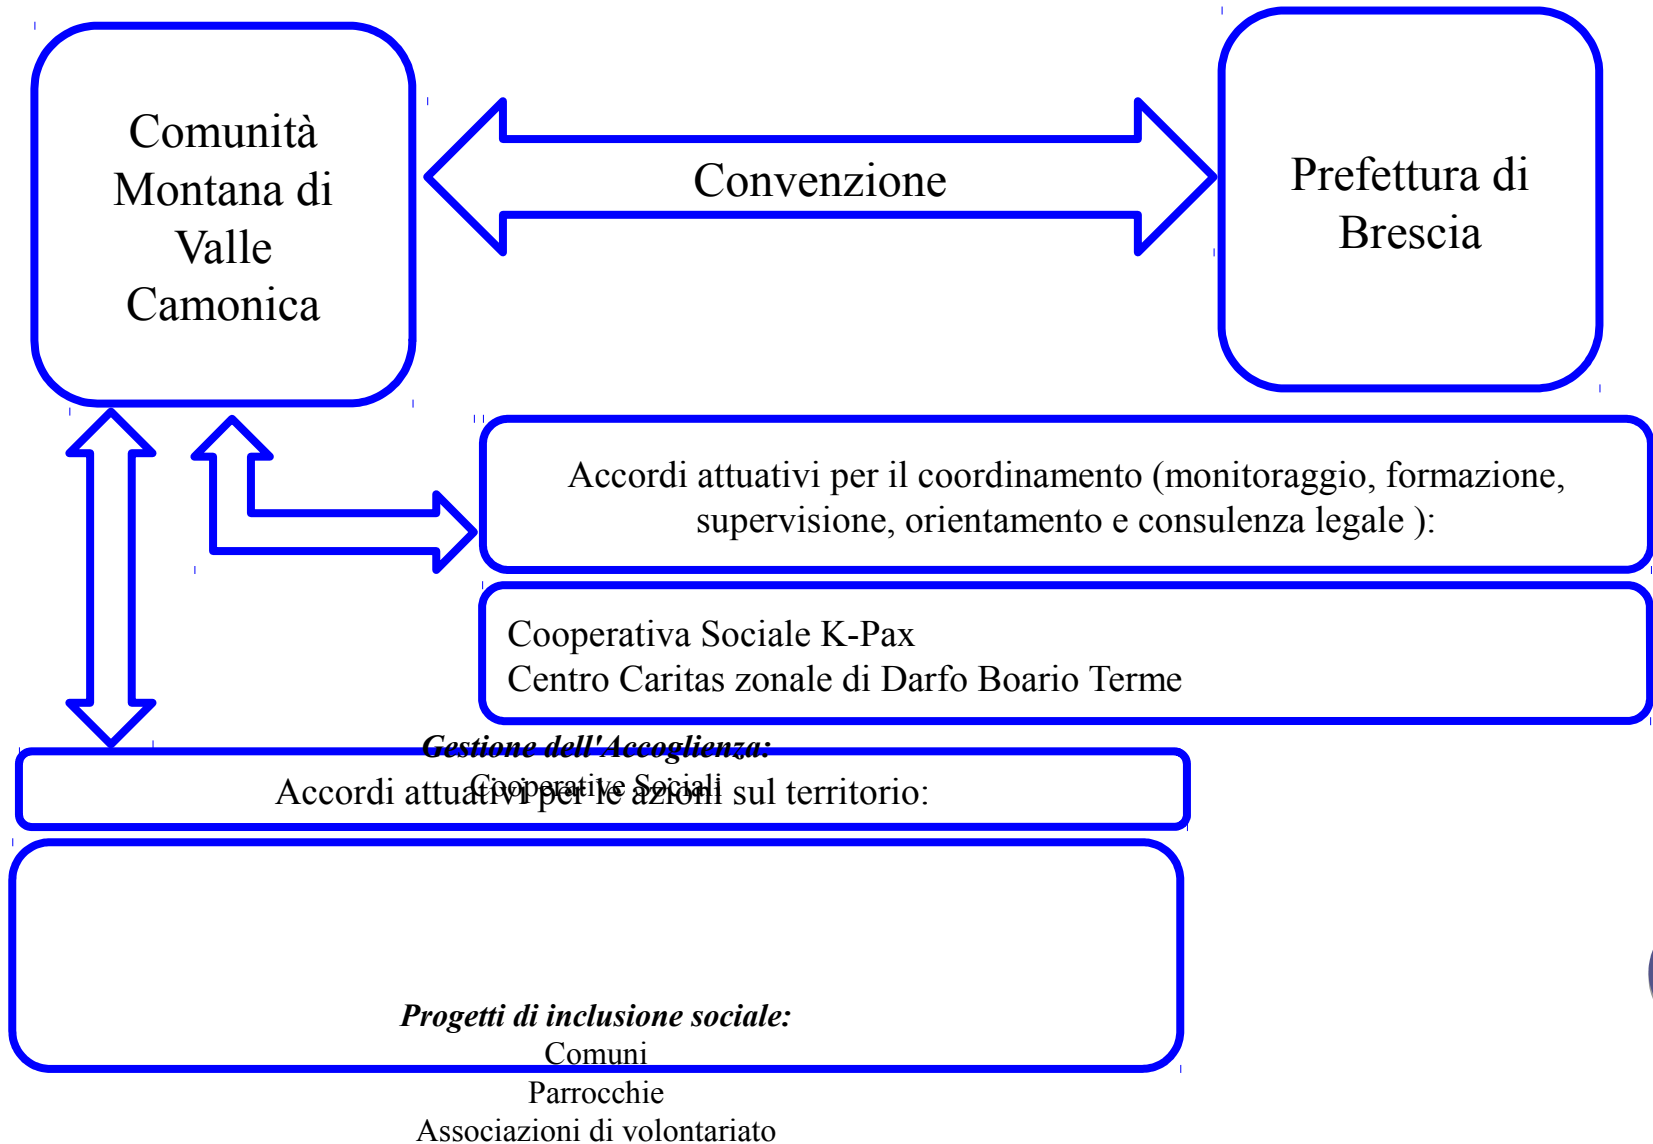 Comunità
Montana di
Valle
Camonica
Convenzione
Prefettura di
Brescia
Accordi attuativi per il coordinamento (monitoraggio, formazione,
supervisione, orientamento e consulenza legale ):
Cooperativa Sociale K-Pax
Centro Caritas zonale di Darfo Boario Terme
Gestione dell'Accoglienza:
Cooperative Sociali
Accordi attuativi per le azioni sul territorio:
Progetti di inclusione sociale:
Comuni
Parrocchie
Associazioni di volontariato